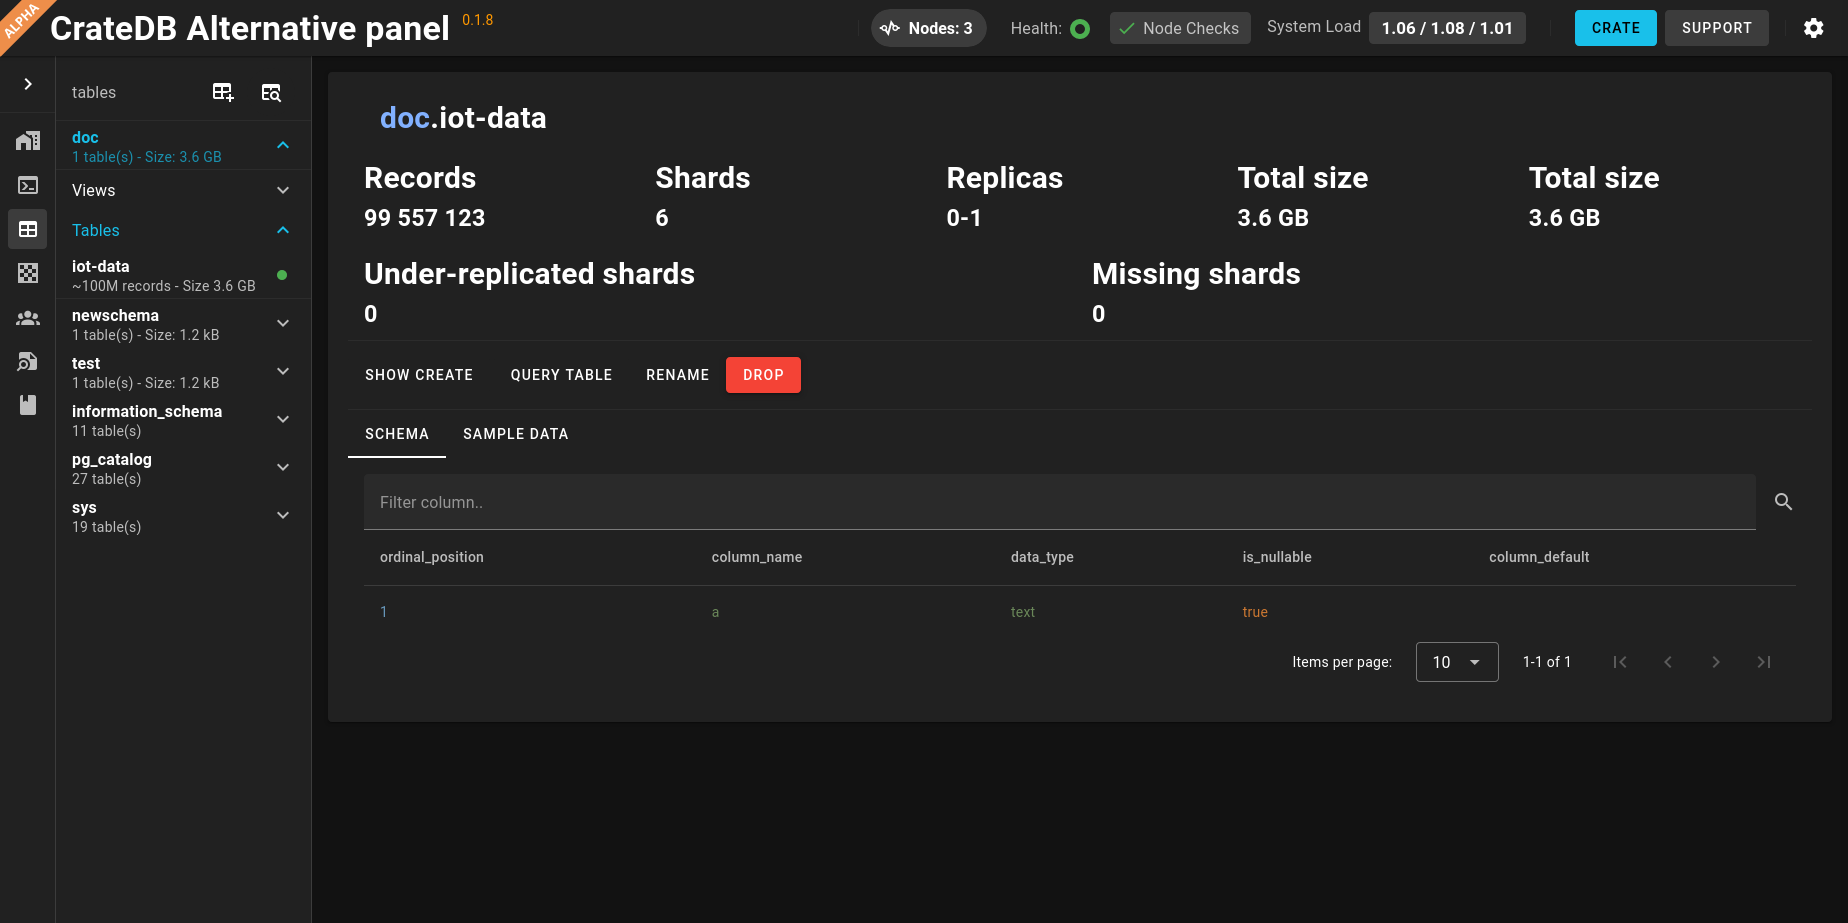 ALPHA
CrateDB Alternative panel 0.1.8
Nodes: 3
Health:
Node Checks
System Load
1.06 / 1.08 / 1.01
CRATE
SUPPORT
tables
doc
1 table(s) - Size: 3.6 GB
Views
Tables
iot-data
~100M records - Size 3.6 GB
newschema
1 table(s) - Size: 1.2 kB
test
1 table(s) - Size: 1.2 kB
information_schema
11 table(s)
pg_catalog
27 table(s)
sys
19 table(s)
doc.iot-data
Records Shards Replicas Total size Total size
99 557 123 6 0-1 3.6 GB 3.6 GB
Under-replicated shards Missing shards
0 0
SHOW CREATE QUERY TABLE RENAME DROP
SCHEMA SAMPLE DATA
Filter column..
ordinal_position column_name data_type is_nullable column_default
1 a text true
Items per page: 10 1-1 of 1